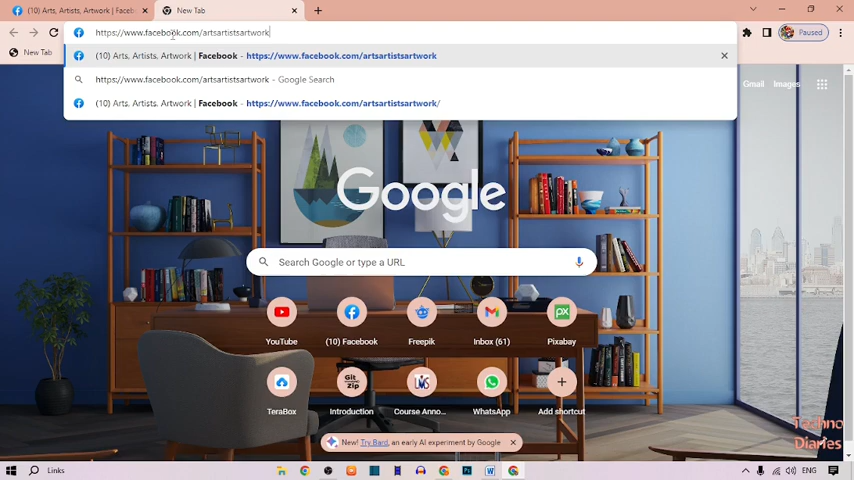 (10) Arts, Artists, Artwork | Faceb
New Tab
https://www.facebook.com/artsartistsartwork
Paused
New Tab
(10) Arts, Artists, Artwork | Facebook - https://www.facebook.com/artsartistsartwork
https://www.facebook.com/artsartistsartwork - Google Search
(10) Arts, Artists, Artwork | Facebook - https://www.facebook.com/artsartistsartwork/
Gmail Images
Google
Search Google or type a URL
YouTube (10) Facebook Freepik Inbox (61) Pixabay
Git Zip
TeraBox Introduction Course Anno... WhatsApp Add shortcut
New! Try Bard, an early AI experiment by Google
Techno
Diaries
Links
ENG